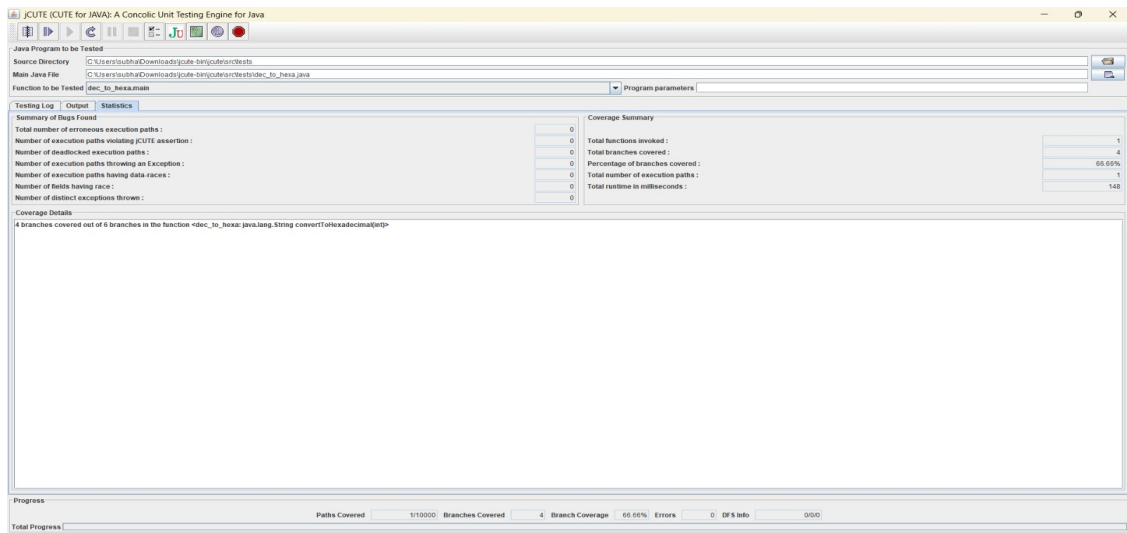 jCUTE (CUTE for JAVA): A Concolic Unit Testing Engine for Java
JU
Java Program to be Tested
Source Directory C:\Users\subha\Downloads\jcute-bin\jcute\src\tests
Main Java File C:\Users\subha\Downloads\jcute-bin\jcute\src\tests\dec_to_hexa.java
Function to be Tested dec_to_hexa.main Program parameters
Testing Log Output Statistics
Summary of Bugs Found
Total number of erroneous execution paths : 0
Number of execution paths violating jCUTE assertion : 0
Number of deadlocked execution paths : 0
Number of execution paths throwing an Exception : 0
Number of execution paths having data-races : 0
Number of fields having race : 0
Number of distinct exceptions thrown : 0
Coverage Summary
Total functions invoked : 1
Total branches covered : 4
Percentage of branches covered : 66.66%
Total number of execution paths : 1
Total runtime in milliseconds : 148
Coverage Details
4 branches covered out of 6 branches in the function <dec_to_hexa: java.lang.String convertToHexadecimal(int)>
Progress
Paths Covered 1/10000 Branches Covered 4 Branch Coverage 66.66% Errors 0 DFS Info 0/0/0
Total Progress